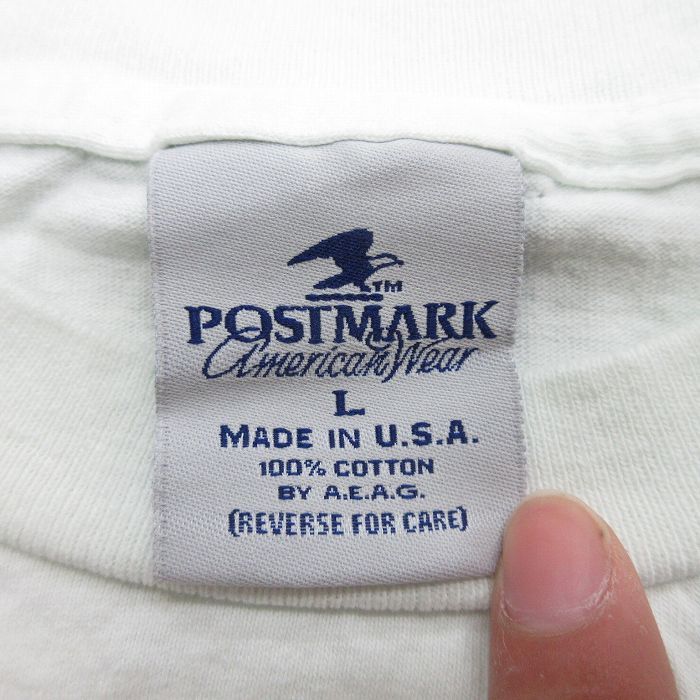 TM
POSTMARK
American Wear
L
MADE IN U.S.A.
100% COTTON
BY A.E.A.G.
(REVERSE FOR CARE)